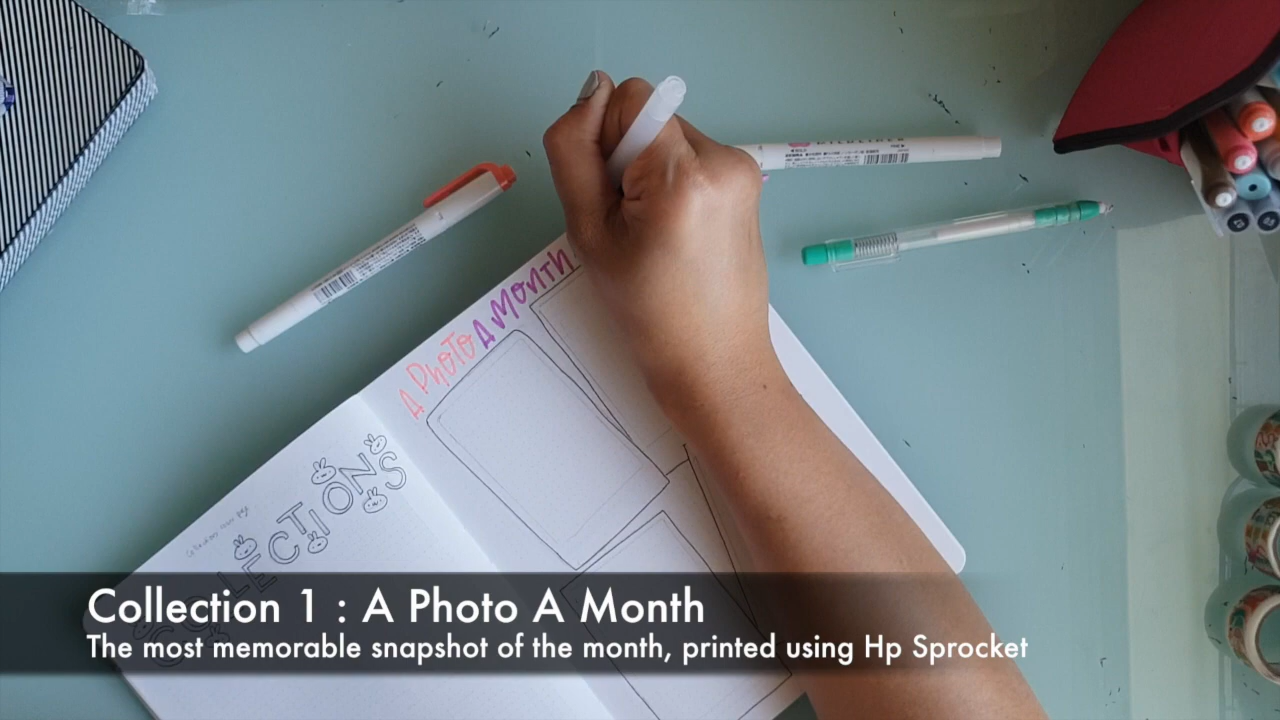 A PHOTO A MONTH
COLLECTIONS
Collection 1 : A Photo A Month
The most memorable snapshot of the month, printed using Hp Sprocket